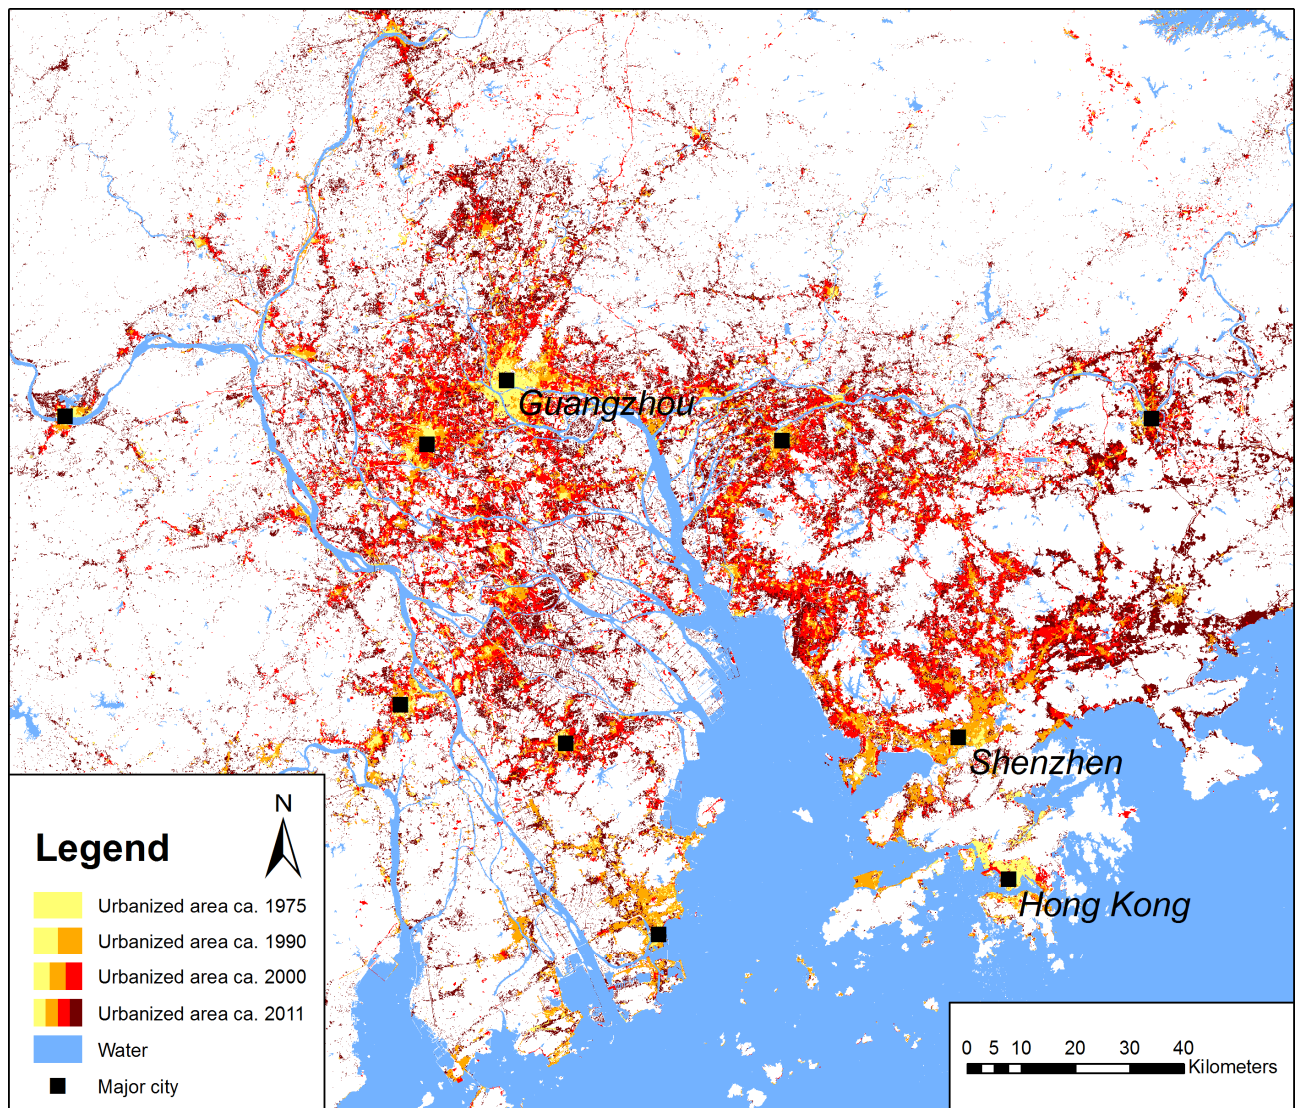 Guangzhou
Shenzhen
Hong Kong
N
Legend
Urbanized area ca. 1975
Urbanized area ca. 1990
Urbanized area ca. 2000
Urbanized area ca. 2011
Water
Major city
0 5 10 20 30 40
Kilometers